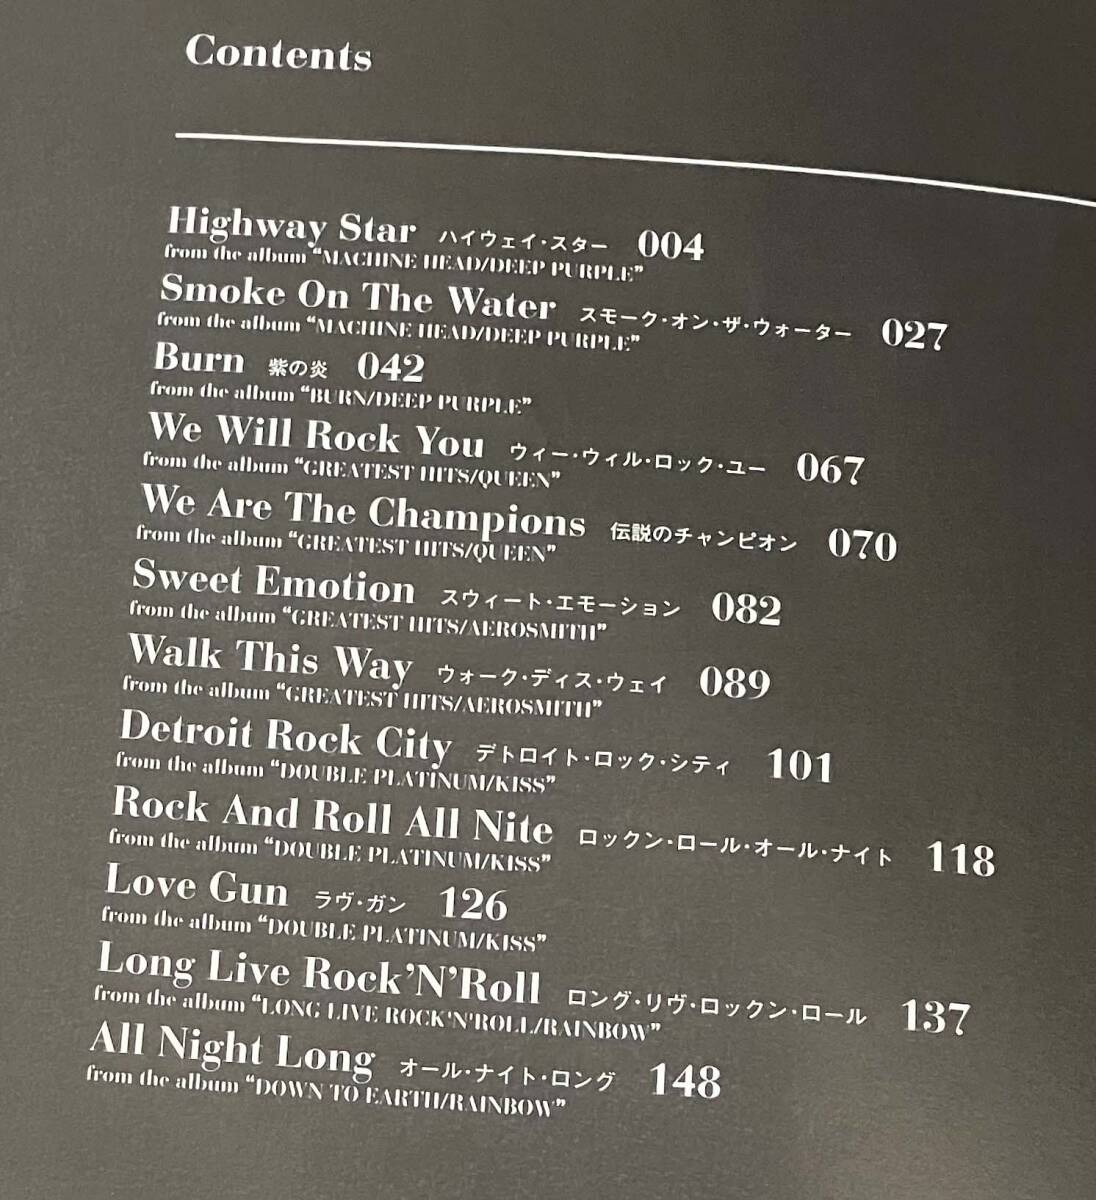 Contents
Highway Star ハイウェイ・スター 004
from the album “MACHINE HEAD/DEEP PURPLE”
Smoke On The Water スモーク・オン・ザ・ウォーター 027
from the album “MACHINE HEAD/DEEP PURPLE”
Burn 紫の炎 042
from the album “BURN/DEEP PURPLE”
We Will Rock You ウィー・ウィル・ロック・ユー 067
from the album “GREATEST HITS/QUEEN”
We Are The Champions 伝説のチャンピオン 070
from the album “GREATEST HITS/QUEEN”
Sweet Emotion スウィート・エモーション 082
from the album “GREATEST HITS/AEROSMITH”
Walk This Way ウォーク・ディス・ウェイ 089
from the album “GREATEST HITS/AEROSMITH”
Detroit Rock City デトロイト・ロック・シティ 101
from the album “DOUBLE PLATINUM/KISS”
Rock And Roll All Nite ロックン・ロール・オール・ナイト 118
from the album “DOUBLE PLATINUM/KISS”
Love Gun ラヴ・ガン 126
from the album “DOUBLE PLATINUM/KISS”
Long Live Rock’N’Roll ロング・リヴ・ロックン・ロール 137
from the album “LONG LIVE ROCK'N'ROLL/RAINBOW”
All Night Long オール・ナイト・ロング 148
from the album “DOWN TO EARTH/RAINBOW”